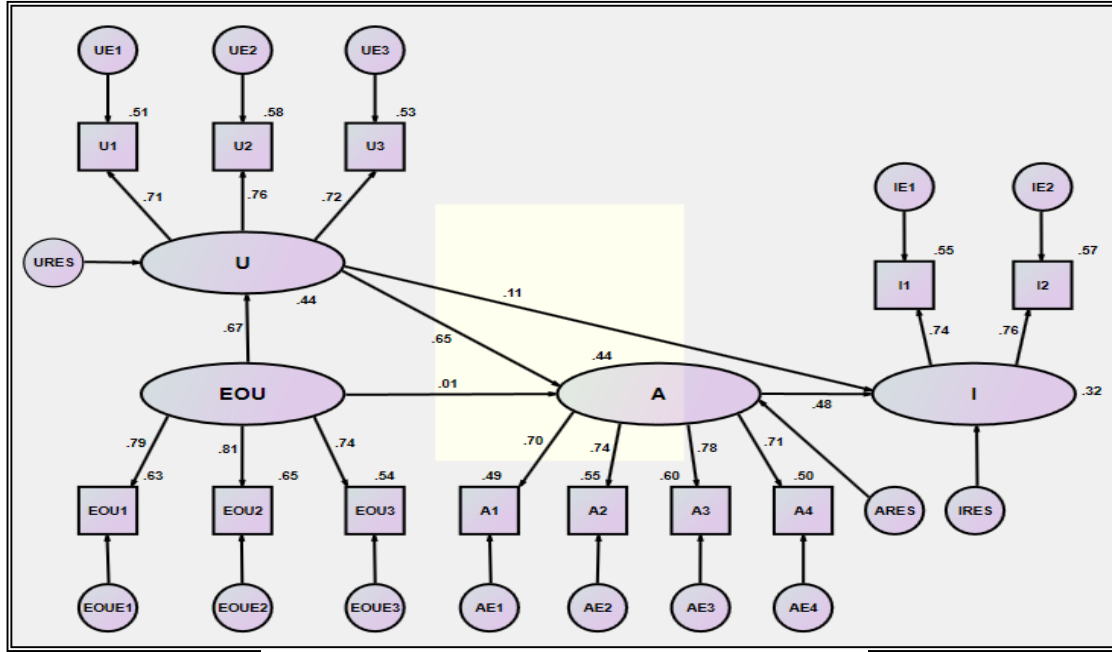 UE1 UE2 UE3
.51 .58 .53
U1 U2 U3
IE1 IE2
.71 .76 .72
.55 .57
URES U
I1 I2
.44 .11
.67 .65 .74 .76
.44
EOU .01 A .48 I .32
.79 .81 .74 .70 .74 .78 .71
.63 .65 .54 .49 .55 .60 .50
EOU1 EOU2 EOU3 A1 A2 A3 A4 ARES IRES
EOUE1 EOUE2 EOUE3 AE1 AE2 AE3 AE4